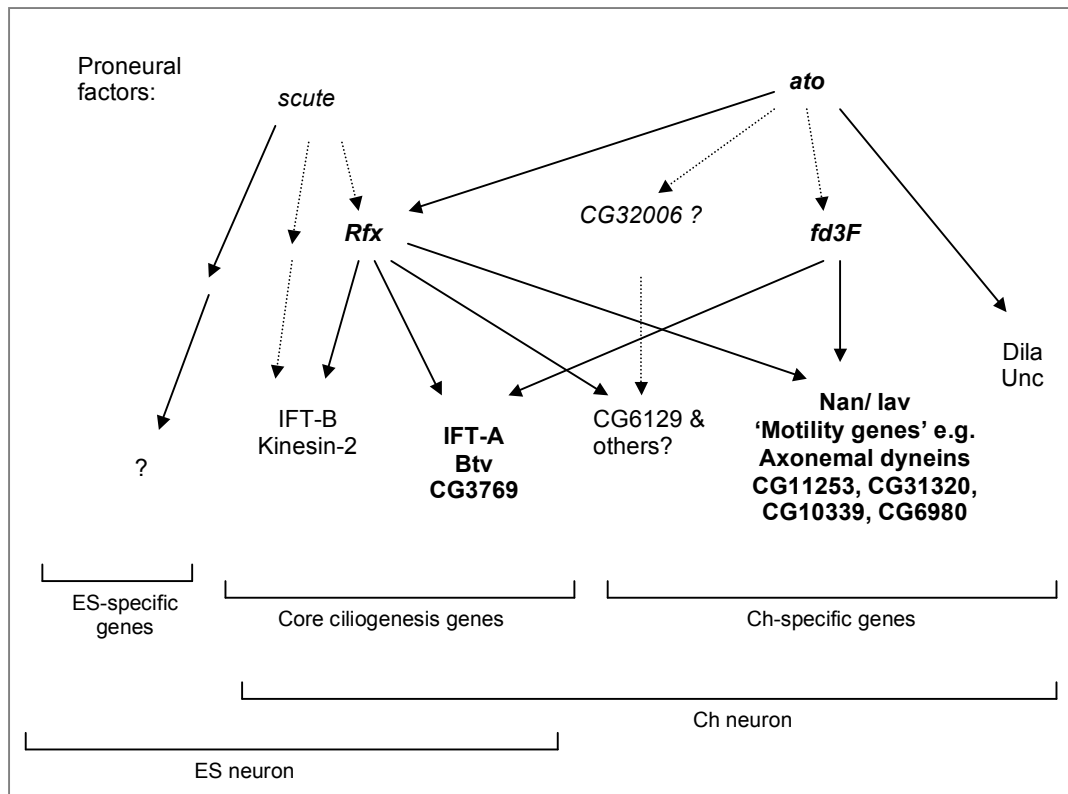 Proneural
factors:
scute
ato
CG32006 ?
Rfx
fd3F
Dila
Unc
?
IFT-B
Kinesin-2
IFT-A
Btv
CG3769
CG6129 &
others?
Nan/ Iav
‘Motility genes’ e.g.
Axonemal dyneins
CG11253, CG31320,
CG10339, CG6980
ES-specific
genes
Core ciliogenesis genes
Ch-specific genes
Ch neuron
ES neuron